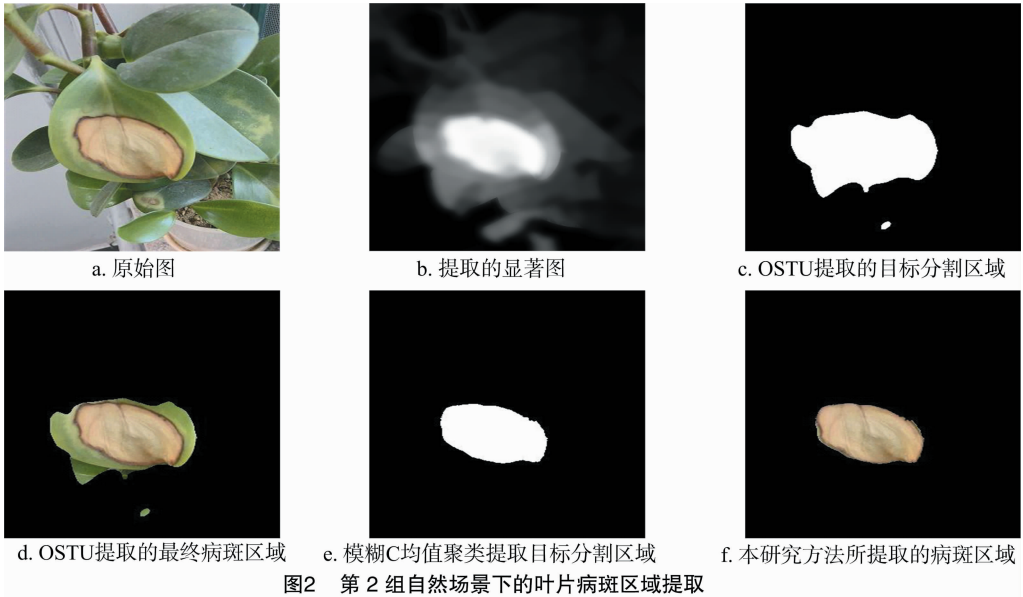 a. 原始图
b. 提取的显著图
c. OSTU提取的目标分割区域
d. OSTU提取的最终病斑区域
e. 模糊C均值聚类提取目标分割区域
f. 本研究方法所提取的病斑区域
图2 第 2 组自然场景下的叶片病斑区域提取